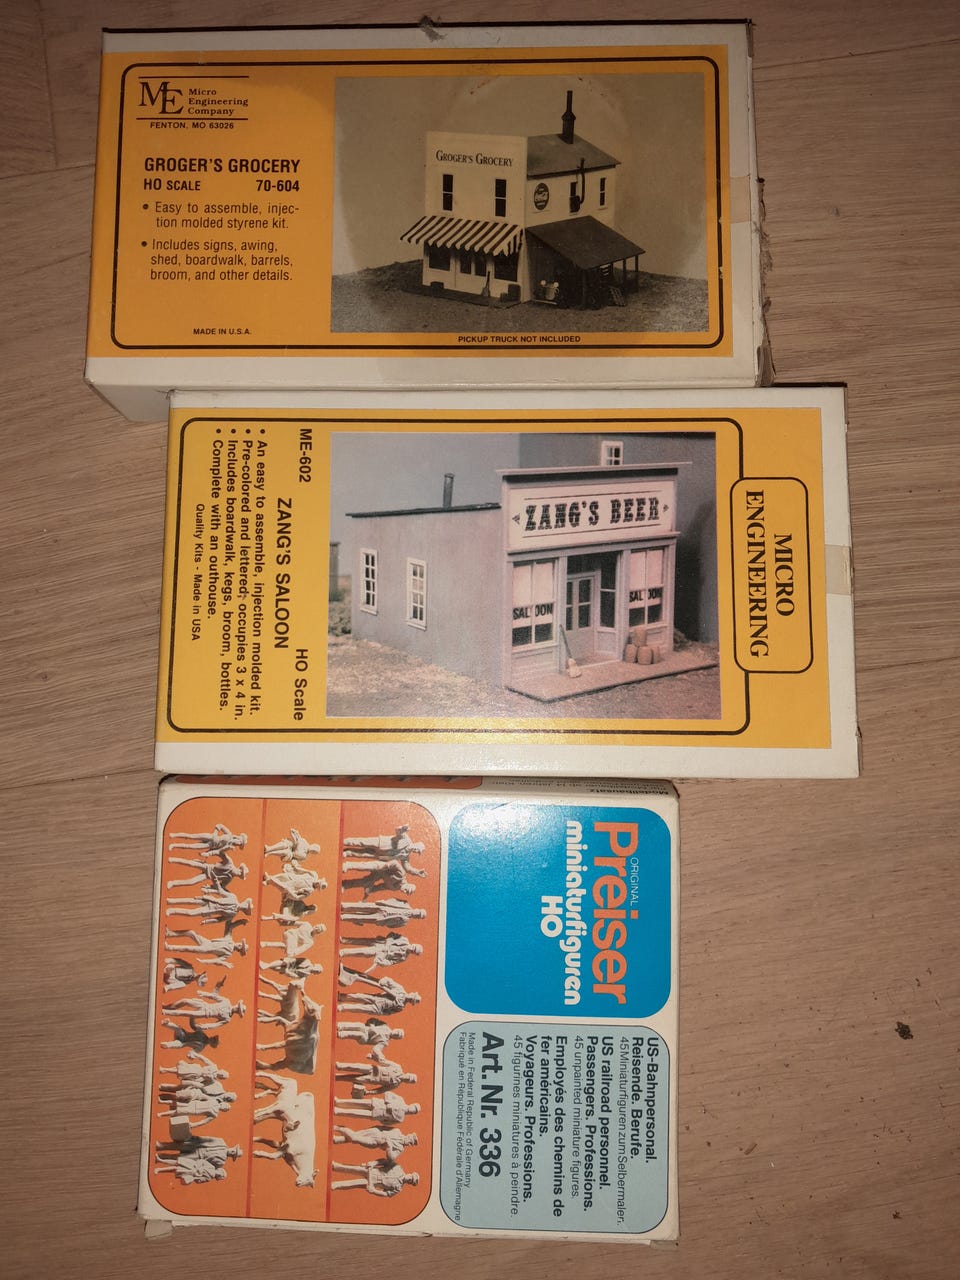 ME Micro
Engineering
Company
FENTON, MO 63026
GROGER'S GROCERY
HO SCALE 70-604
• Easy to assemble, injec-
tion molded styrene kit.
• Includes signs, awing,
shed, boardwalk, barrels,
broom, and other details.
MADE IN U.S.A.
GROGER'S GROCERY
PICKUP TRUCK NOT INCLUDED
MICRO
ENGINEERING
ZANG'S BEER
SALOON
SALOON
ME-602
ZANG'S SALOON
HO Scale
• An easy to assemble, injection molded kit.
• Pre-colored and lettered; occupies 3 x 4 in.
• Includes boardwalk, kegs, broom, bottles.
• Complete with an outhouse.
Quality Kits - Made in USA
ORIGINAL
Preiser
miniaturfiguren
HO
US-Bahnpersonal.
Reisende. Berufe.
45 Miniaturfiguren zum Selbermalen.
US railroad personnel.
Passengers. Professions.
45 unpainted miniature figures.
Employés des chemins de
fer américains.
Voyageurs. Professions.
45 figurines miniatures à peindre.
Art. Nr. 336
Made in Federal Republic of Germany
Fabriqué en République Fédérale d'Allemagne